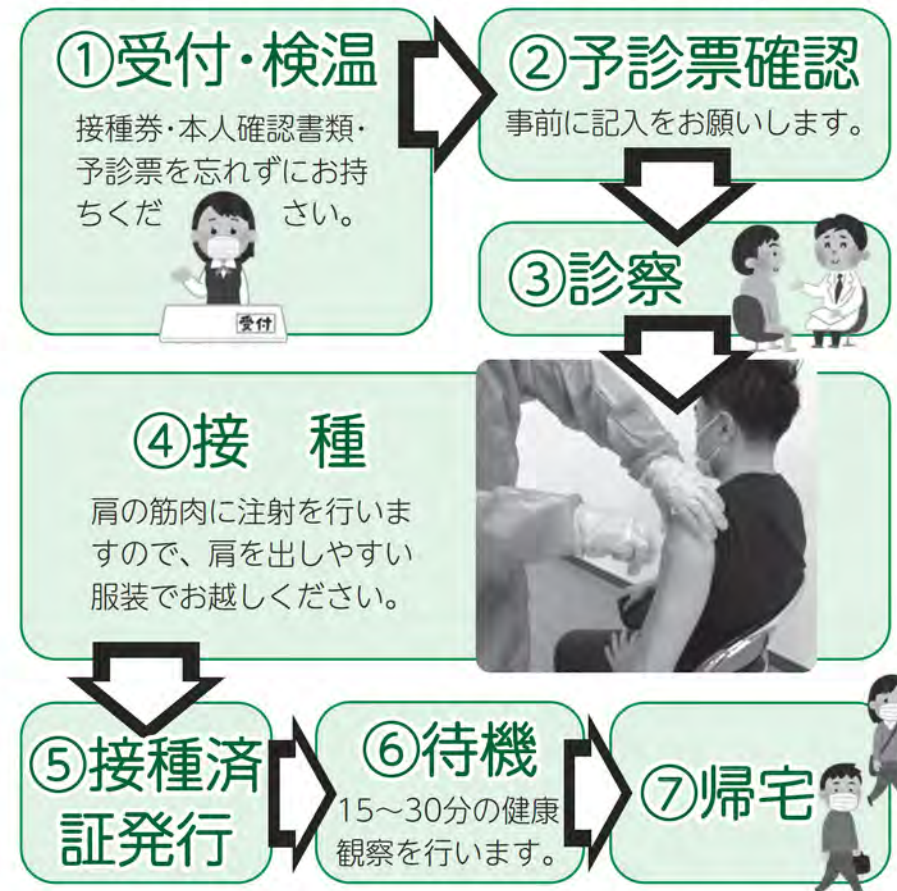 ①受付・検温
接種券・本人確認書類・
予診票を忘れずにお持
ちくだ さい。
受付
②予診票確認
事前に記入をお願いします。
③診察
④接 種
肩の筋肉に注射を行いま
すので、肩を出しやすい
服装でお越しください。
⑤接種済
証発行
⑥待機
15~30分の健康
観察を行います。
⑦帰宅